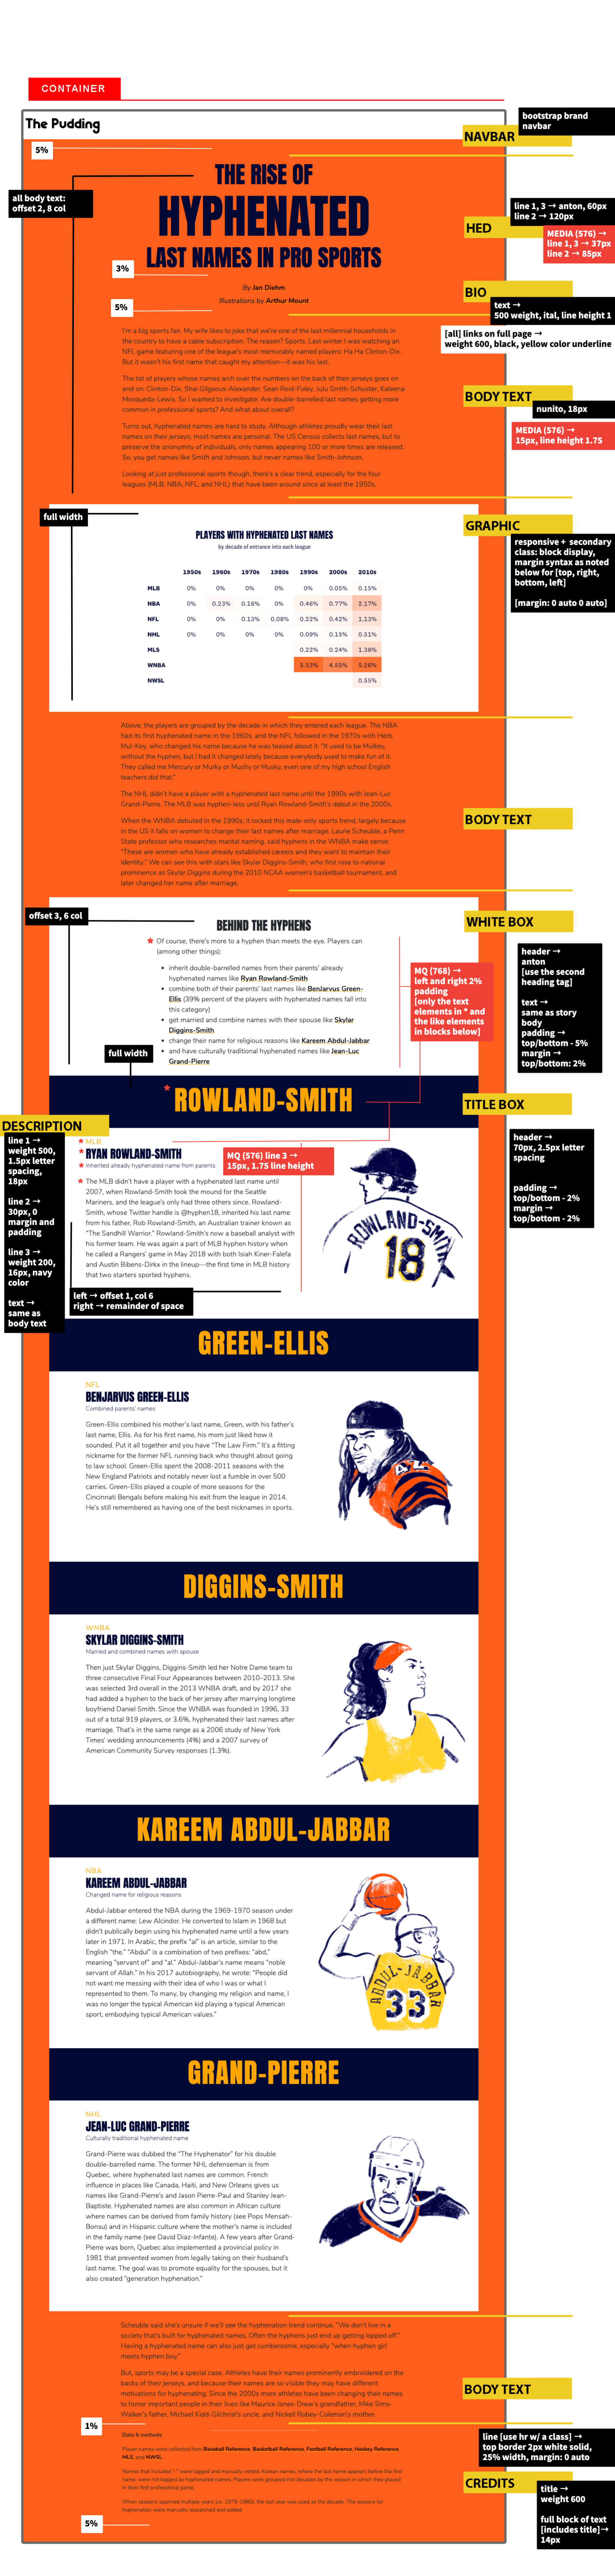 CONTAINER
The Pudding
bootstrap brand
navbar
NAVBAR
5%
all body text:
offset 2, 8 col
THE RISE OF
HYPHENATED
LAST NAMES IN PRO SPORTS
line 1, 3 → anton, 60px
line 2 → 120px
HED
MEDIA (576) →
line 1, 3 → 37px
line 2 → 85px
3%
By Jan Diehm
Illustrations by Arthur Mount
BIO
text →
500 weight, ital, line height 1
5%
[all] links on full page →
weight 600, black, yellow color underline
I'm a big sports fan. My wife likes to joke that we're one of the last millennial households in
the country to have a cable subscription. The reason? Sports. Last winter I was watching an
NFL game featuring one of the league's most memorably named players: Ha Ha Clinton-Dix.
But it wasn't his first name that caught my attention—it was his last.
The list of players whose names arch over the numbers on the back of their jerseys goes on
and on: Clinton-Dix, Shai Gilgeous-Alexander, Sean Reid-Foley, JuJu Smith-Schuster, Kaleena
Mosqueda-Lewis. So I wanted to investigate: Are double-barrelled last names getting more
common in professional sports? And what about overall?
BODY TEXT
nunito, 18px
MEDIA (576) →
15px, line height 1.75
Turns out, hyphenated names are hard to study. Although athletes proudly wear their last
names on their jerseys, most names are personal. The US Census collects last names, but to
preserve the anonymity of individuals, only names appearing 100 or more times are released.
So, you get names like Smith and Johnson, but never names like Smith-Johnson.
Looking at just professional sports though, there's a clear trend, especially for the four
leagues (MLB, NBA, NFL, and NHL) that have been around since at least the 1950s.
full width
GRAPHIC
responsive + secondary
class: block display,
margin syntax as noted
below for [top, right,
bottom, left]
[margin: 0 auto 0 auto]
PLAYERS WITH HYPHENATED LAST NAMES
by decade of entrance into each league
1950s 1960s 1970s 1980s 1990s 2000s 2010s
MLB 0% 0% 0% 0% 0% 0.05% 0.15%
NBA 0% 0.23% 0.16% 0% 0.46% 0.77% 2.17%
NFL 0% 0% 0.13% 0.08% 0.22% 0.42% 1.13%
NHL 0% 0% 0% 0% 0.09% 0.15% 0.51%
MLS 0.22% 0.24% 1.38%
WNBA 5.53% 4.55% 5.26%
NWSL 0.55%
Above, the players are grouped by the decade in which they entered each league. The NBA
had its first hyphenated name in the 1960s, and the NFL followed in the 1970s with Herb
Mul-Key, who changed his name because he was teased about it. "It used to be Mulkey,
without the hyphen, but I had it changed lately because everybody used to make fun of it.
They called me Mercury or Murky or Mushy or Musky, even one of my high school English
teachers did that."
The NHL didn't have a player with a hyphenated last name until the 1990s with Jean-Luc
Grand-Pierre. The MLB was hyphen-less until Ryan Rowland-Smith's debut in the 2000s.
BODY TEXT
When the WNBA debuted in the 1990s, it rocked this male-only sports trend, largely because
in the US it falls on women to change their last names after marriage. Laurie Scheuble, a Penn
State professor who researches marital naming, said hyphens in the WNBA make sense:
"These are women who have already established careers and they want to maintain their
identity." We can see this with stars like Skylar Diggins-Smith, who first rose to national
prominence as Skylar Diggins during the 2010 NCAA women's basketball tournament, and
later changed her name after marriage.
offset 3, 6 col
WHITE BOX
BEHIND THE HYPHENS
* Of course, there's more to a hyphen than meets the eye. Players can
(among other things):
• inherit double-barrelled names from their parents' already
hyphenated names like Ryan Rowland-Smith
• combine both of their parents' last names like BenJarvus Green-
Ellis (39% percent of the players with hyphenated names fall into
this category)
• get married and combine names with their spouse like Skylar
Diggins-Smith
• change their name for religious reasons like Kareem Abdul-Jabbar
• and have culturally traditional hyphenated names like Jean-Luc
Grand-Pierre
MQ (768) →
left and right 2%
padding
[only the text
elements in * and
the like elements
in blocks below]
header →
anton
[use the second
heading tag]
text →
same as story
body
padding →
top/bottom - 5%
margin →
top/bottom: 2%
full width
* ROWLAND-SMITH
TITLE BOX
header →
70px, 2.5px letter
spacing
padding →
top/bottom - 2%
margin →
top/bottom - 2%
DESCRIPTION
line 1 →
weight 500,
1.5px letter
spacing,
18px
line 2 →
30px, 0
margin and
padding
line 3 →
weight 200,
16px, navy
color
text →
same as
body text
* MLB
* RYAN ROWLAND-SMITH
* Inherited already hyphenated name from parents
MQ (576) line 3 →
15px, 1.75 line height
* The MLB didn't have a player with a hyphenated last name until
2007, when Rowland-Smith took the mound for the Seattle
Mariners, and the league's only had three others since. Rowland-
Smith, whose Twitter handle is @hyphen18, inherited his last name
from his father, Rob Rowland-Smith, an Australian trainer known as
"The Sandhill Warrior." Rowland-Smith's now a baseball analyst with
his former team. He was again a part of MLB hyphen history when
he called a Rangers' game in May 2018 with both Isiah Kiner-Falefa
and Austin Bibens-Dirkx in the lineup—the first time in MLB history
that two starters sported hyphens.
ROWLAND-SMITH
18
left → offset 1, col 6
right → remainder of space
GREEN-ELLIS
NFL
BENJARVUS GREEN-ELLIS
Combined parents' names
Green-Ellis combined his mother's last name, Green, with his father's
last name, Ellis. As for his first name, his mom just liked how it
sounded. Put it all together and you have "The Law Firm." It's a fitting
nickname for the former NFL running back who thought about going
to law school. Green-Ellis spent the 2008-2011 seasons with the
New England Patriots and notably never lost a fumble in over 500
carries. Green-Ellis played a couple of more seasons for the
Cincinnati Bengals before making his exit from the league in 2014.
He's still remembered as having one of the best nicknames in sports.
DIGGINS-SMITH
WNBA
SKYLAR DIGGINS-SMITH
Married and combined names with spouse
Then just Skylar Diggins, Diggins-Smith led her Notre Dame team to
three consecutive Final Four Appearances between 2010–2013. She
was selected 3rd overall in the 2013 WNBA draft, and by 2017 she
had added a hyphen to the back of her jersey after marrying longtime
boyfriend Daniel Smith. Since the WNBA was founded in 1996, 33
out of a total 919 players, or 3.6%, hyphenated their last names after
marriage. That's in the same range as a 2006 study of New York
Times' wedding announcements (4%) and a 2007 survey of
American Community Survey responses (1.3%).
KAREEM ABDUL-JABBAR
NBA
KAREEM ABDUL-JABBAR
Changed name for religious reasons
Abdul-Jabbar entered the NBA during the 1969-1970 season under
a different name: Lew Alcindor. He converted to Islam in 1968 but
didn't publicly begin using his hyphenated name until a few years
later in 1971. In Arabic, the prefix "al" is an article, similar to the
English "the." "Abdul" is a combination of two prefixes: "abd,"
meaning "servant of" and "al." Abdul-Jabbar's name means "noble
servant of Allah." In his 2017 autobiography, he wrote: "People did
not want me messing with their idea of who I was or what I
represented to them. To many, by changing my religion and name, I
was no longer the typical American kid playing a typical American
sport, embodying typical American values."
ABDUL-JABBAR
33
GRAND-PIERRE
NHL
JEAN-LUC GRAND-PIERRE
Culturally traditional hyphenated name
Grand-Pierre was dubbed the "The Hyphenator" for his double
double-barrelled name. The former NHL defenseman is from
Quebec, where hyphenated last names are common. French
influence in places like Canada, Haiti, and New Orleans gives us
names like Grand-Pierre's and Jason Pierre-Paul and Stanley Jean-
Baptiste. Hyphenated names are also common in African culture
where names can be derived from family history (see Pops Mensah-
Bonsu) and in Hispanic culture where the mother's name is included
in the family name (see David Diaz-Infante). A few years after Grand-
Pierre was born, Quebec also implemented a provincial policy in
1981 that prevented women from legally taking on their husband's
last name. The goal was to promote equality for the spouses, but it
also created "generation hyphenation."
Scheuble said she's unsure if we'll see the hyphenation trend continue: "We don't live in a
society that's built for hyphenated names. Often the hyphens just end up getting lopped off."
Having a hyphenated name can also just get cumbersome, especially "when hyphen girl
meets hyphen boy."
But, sports may be a special case. Athletes have their names prominently embroidered on the
backs of their jerseys, and because their names are so visible they may have different
motivations for hyphenating. Since the 2000s more athletes have been changing their names
to honor important people in their lives like Maurice Jones-Drew's grandfather, Mike Sims-
Walker's father, Michael Kidd-Gilchrist's uncle, and Nickell Robey-Coleman's mother.
BODY TEXT
1%
line [use hr w/ a class] →
top border 2px white solid,
25% width, margin: 0 auto
Data & methods
Player names were collected from Baseball Reference, Basketball Reference, Football Reference, Hockey Reference,
MLS, and NWSL.
Names that included "-" were tagged and manually vetted. Korean names, where the last name appears before the first
name, were not tagged as hyphenated names. Players were grouped into decades by the season in which they played
in their first professional game.
When seasons spanned multiple years (i.e. 1979-1980), the last year was used as the decade. The reasons for
hyphenation were manually researched and added.
CREDITS
title →
weight 600
full block of text
[includes title] →
14px
5%